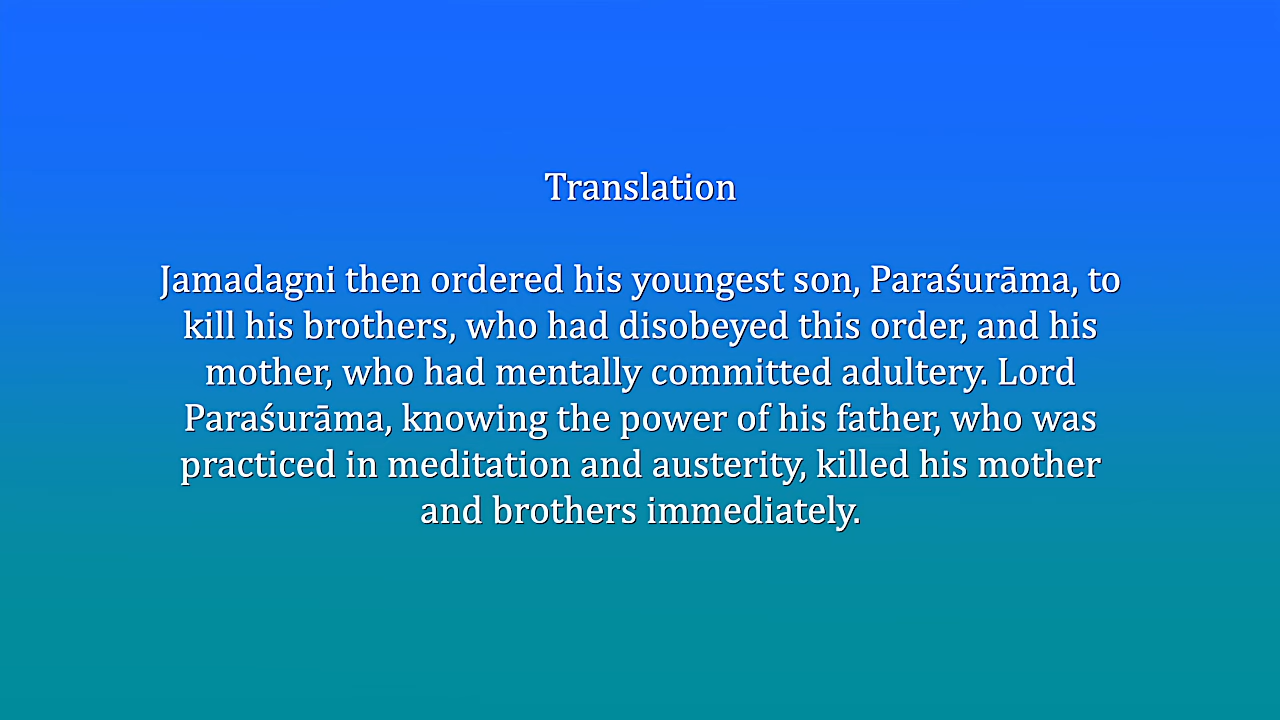 Translation
Jamadagni then ordered his youngest son, Paraśurāma, to
kill his brothers, who had disobeyed this order, and his
mother, who had mentally committed adultery. Lord
Paraśurāma, knowing the power of his father, who was
practiced in meditation and austerity, killed his mother
and brothers immediately.